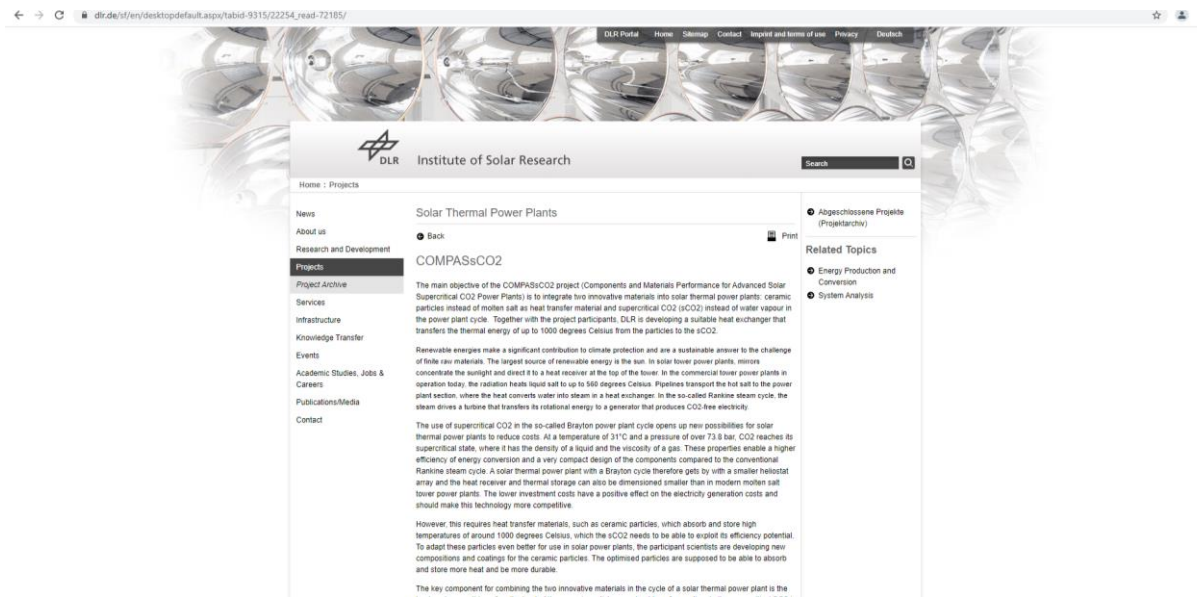 dlr.de/sf/en/desktopdefault.aspx/tabid-9315/22254_read-72185/
DLR Portal Home Sitemap Contact Imprint and terms of use Privacy Deutsch
DLR Institute of Solar Research
Search
Home : Projects
News
About us
Research and Development
Projects
Project Archive
Services
Infrastructure
Knowledge Transfer
Events
Academic Studies, Jobs &
Careers
Publications/Media
Contact
Solar Thermal Power Plants
Back Print
COMPASsCO2
The main objective of the COMPASsCO2 project (Components and Materials Performance for Advanced Solar
Supercritical CO2 Power Plants) is to integrate two innovative materials into solar thermal power plants: ceramic
particles instead of molten salt as heat transfer material and supercritical CO2 (sCO2) instead of water vapour in
the power plant cycle. Together with the project participants, DLR is developing a suitable heat exchanger that
transfers the thermal energy of up to 1000 degrees Celsius from the particles to the sCO2.
Renewable energies make a significant contribution to climate protection and are a sustainable answer to the challenge
of finite raw materials. The largest source of renewable energy is the sun. In solar tower power plants, mirrors
concentrate the sunlight and direct it to a heat receiver at the top of the tower. In the commercial tower power plants in
operation today, the radiation heats liquid salt to up to 560 degrees Celsius. Pipelines transport the hot salt to the power
plant section, where the heat converts water into steam in a heat exchanger. In the so-called Rankine steam cycle, the
steam drives a turbine that transfers its rotational energy to a generator that produces CO2-free electricity.
The use of supercritical CO2 in the so-called Brayton power plant cycle opens up new possibilities for solar
thermal power plants to reduce costs. At a temperature of 31°C and a pressure of over 73.8 bar, CO2 reaches its
supercritical state, where it has the density of a liquid and the viscosity of a gas. These properties enable a higher
efficiency of energy conversion and a very compact design of the components compared to the conventional
Rankine steam cycle. A solar thermal power plant with a Brayton cycle therefore gets by with a smaller heliostat
array and the heat receiver and thermal storage can also be dimensioned smaller than in modern molten salt
tower power plants. The lower investment costs have a positive effect on the electricity generation costs and
should make this technology more competitive.
However, this requires heat transfer materials, such as ceramic particles, which absorb and store high
temperatures of around 1000 degrees Celsius, which the sCO2 needs to be able to exploit its efficiency potential.
To adapt these particles even better for use in solar power plants, the participant scientists are developing new
compositions and coatings for the ceramic particles. The optimised particles are supposed to be able to absorb
and store more heat and be more durable.
The key component for combining the two innovative materials in the cycle of a solar thermal power plant is the
Abgeschlossene Projekte
(Projektarchiv)
Related Topics
Energy Production and
Conversion
System Analysis